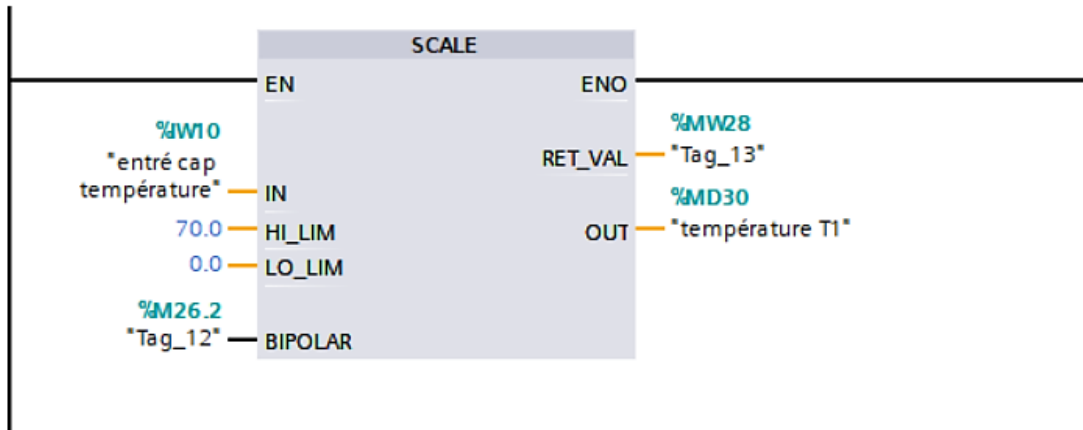 SCALE
EN
ENO
%IW10
"entré cap
température"
IN
70.0
HI_LIM
0.0
LO_LIM
%M26.2
"Tag_12"
BIPOLAR
%MW28
RET_VAL
"Tag_13"
%MD30
OUT
"température T1"